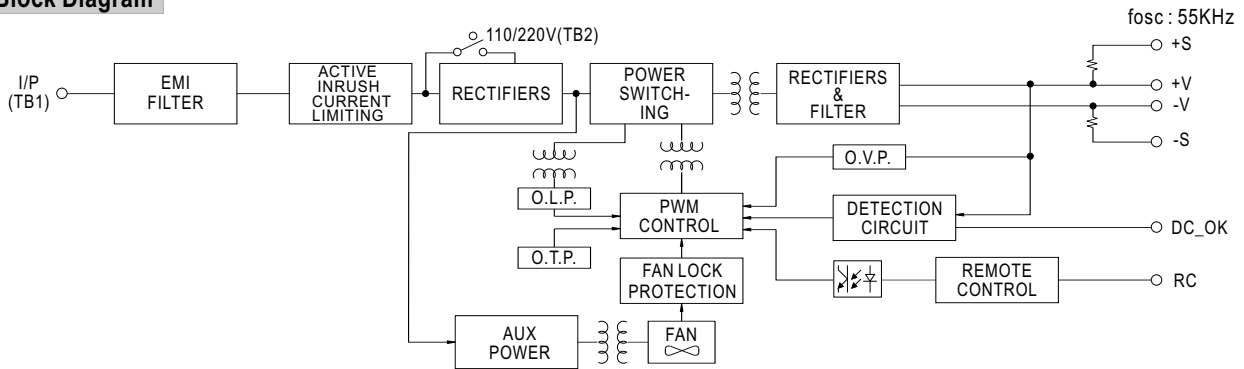 Block Diagram
fosc : 55KHz
110/220V(TB2)
+S
I/P
(TB1)
EMI
FILTER
ACTIVE
INRUSH
CURRENT
LIMITING
RECTIFIERS
POWER
SWITCH-
ING
RECTIFIERS
&
FILTER
+V
-V
-S
O.V.P.
O.L.P.
PWM
CONTROL
DETECTION
CIRCUIT
DC_OK
O.T.P.
FAN LOCK
PROTECTION
REMOTE
CONTROL
RC
AUX
POWER
FAN